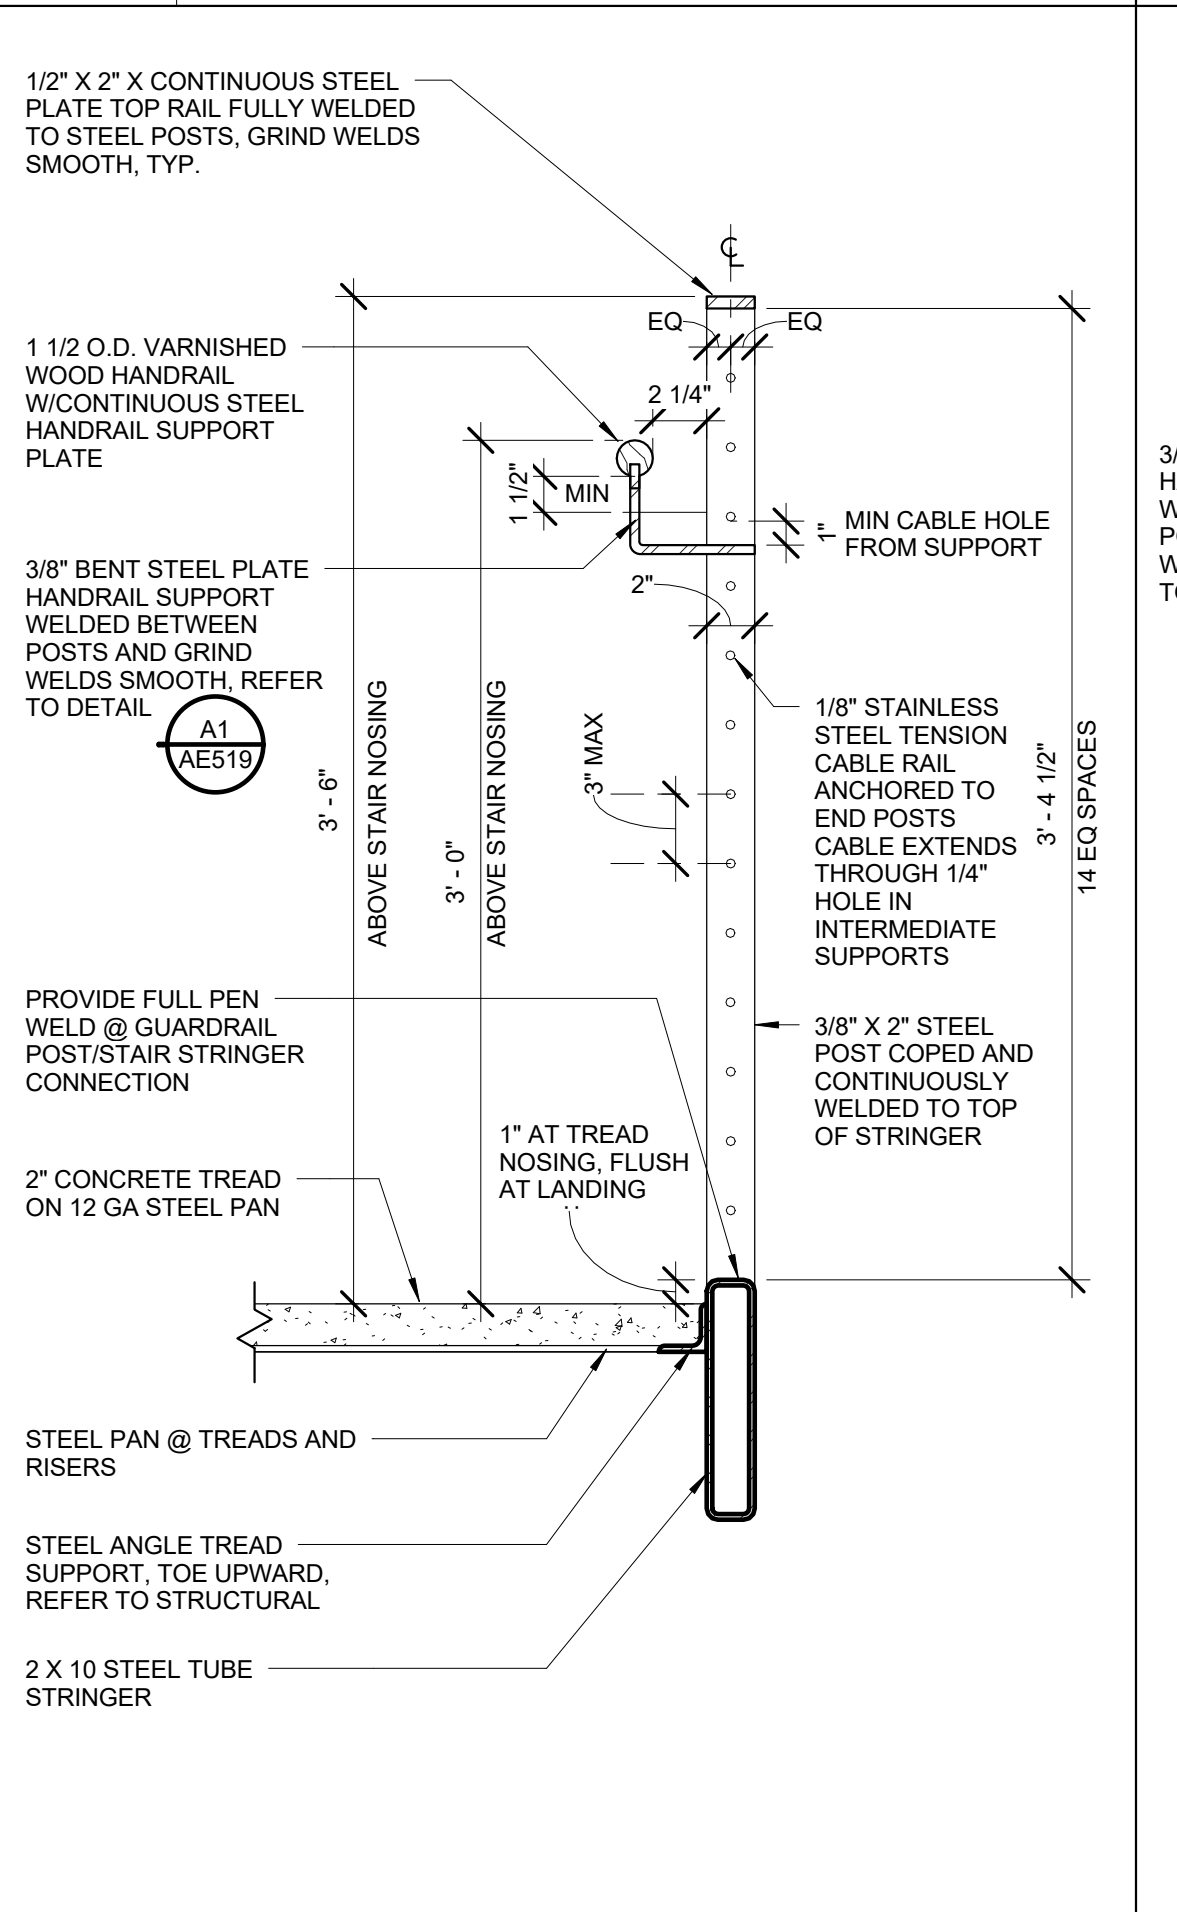 1/2" X 2" X CONTINUOUS STEEL
PLATE TOP RAIL FULLY WELDED
TO STEEL POSTS, GRIND WELDS
SMOOTH, TYP.
EQ
EQ
1 1/2 O.D. VARNISHED
WOOD HANDRAIL
W/CONTINUOUS STEEL
HANDRAIL SUPPORT
PLATE
2 1/4"
1 1/2"
MIN
1"
MIN CABLE HOLE
FROM SUPPORT
3/8" BENT STEEL PLATE
HANDRAIL SUPPORT
WELDED BETWEEN
POSTS AND GRIND
WELDS SMOOTH, REFER
TO DETAIL
A1
AE519
2"
3' - 6"
ABOVE STAIR NOSING
3' - 0"
ABOVE STAIR NOSING
3" MAX
1/8" STAINLESS
STEEL TENSION
CABLE RAIL
ANCHORED TO
END POSTS
CABLE EXTENDS
THROUGH 1/4"
HOLE IN
INTERMEDIATE
SUPPORTS
3' - 4 1/2"
14 EQ SPACES
PROVIDE FULL PEN
WELD @ GUARDRAIL
POST/STAIR STRINGER
CONNECTION
3/8" X 2" STEEL
POST COPED AND
CONTINUOUSLY
WELDED TO TOP
OF STRINGER
1" AT TREAD
NOSING, FLUSH
AT LANDING
2" CONCRETE TREAD
ON 12 GA STEEL PAN
STEEL PAN @ TREADS AND
RISERS
STEEL ANGLE TREAD
SUPPORT, TOE UPWARD,
REFER TO STRUCTURAL
2 X 10 STEEL TUBE
STRINGER